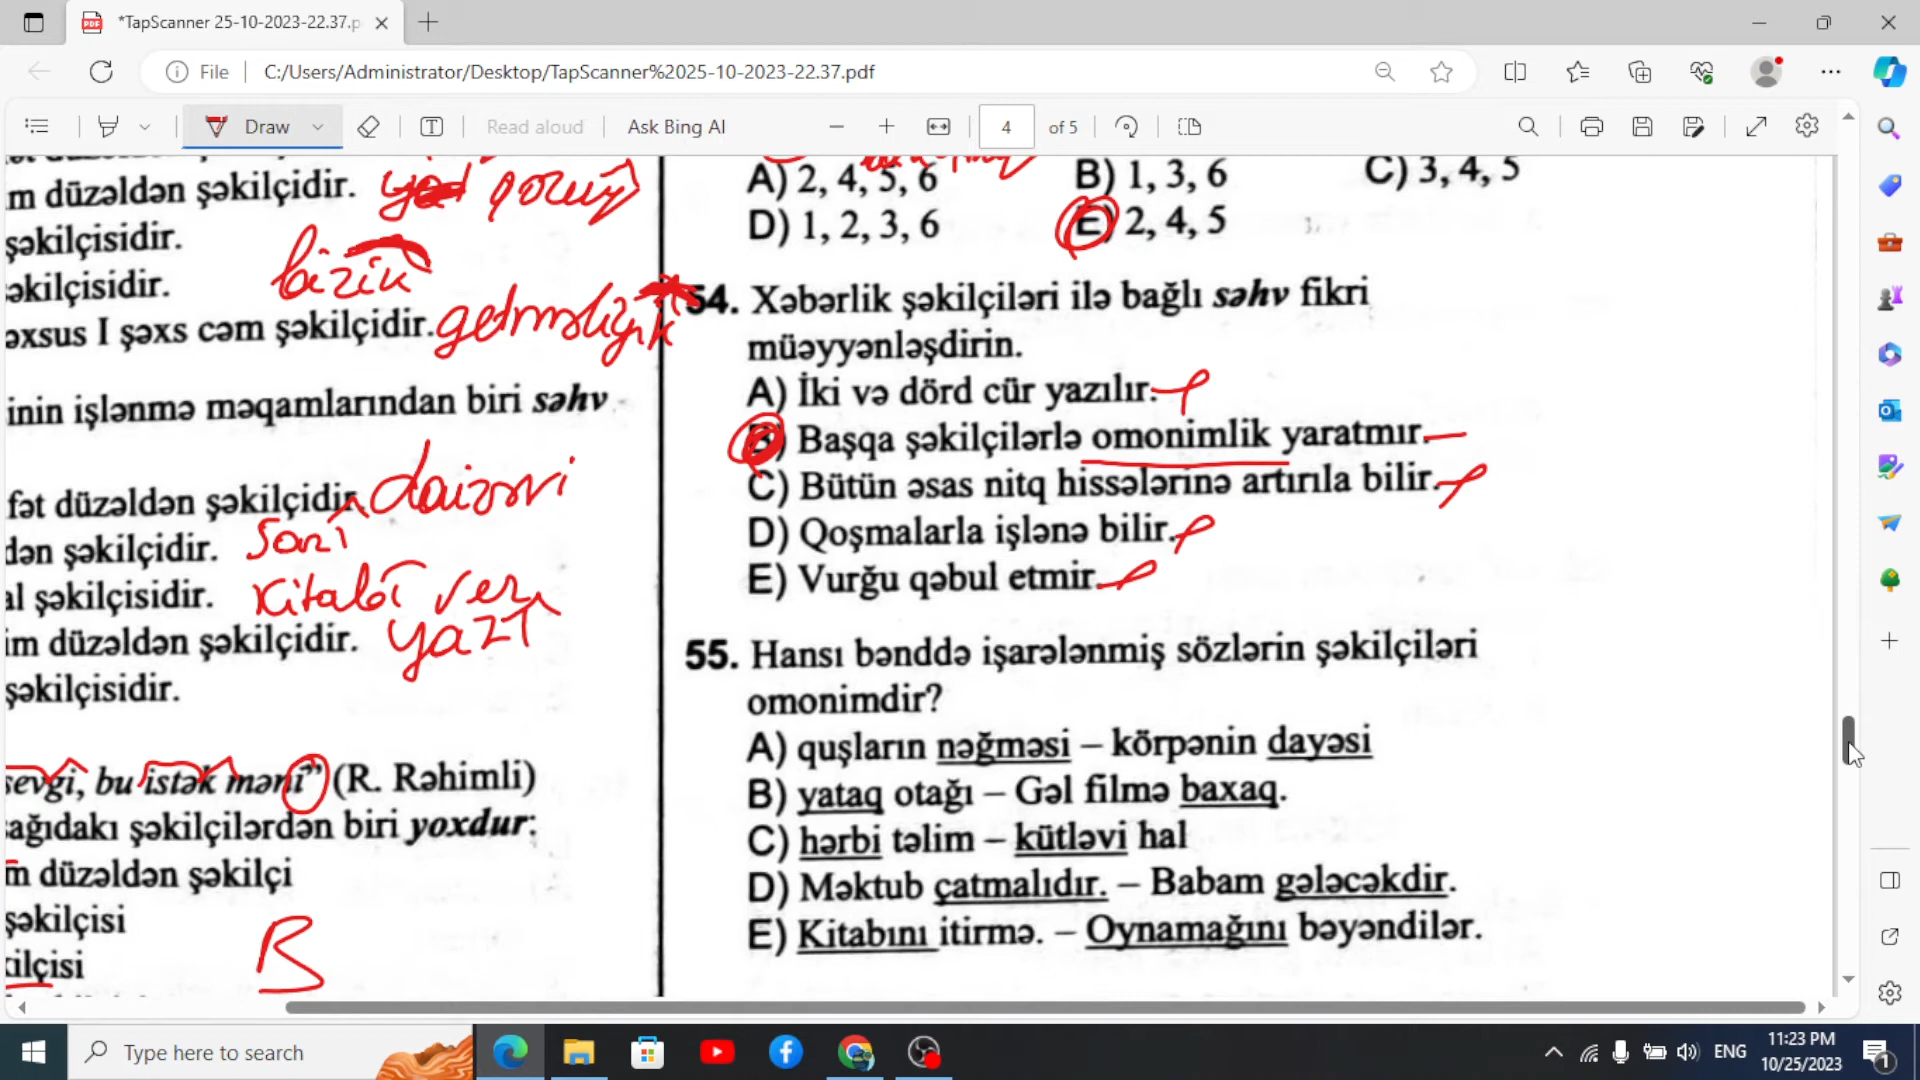 *TapScanner 25-10-2023-22.37.p
File
C:/Users/Administrator/Desktop/TapScanner%2025-10-2023-22.37.pdf
Draw
Read aloud
Ask Bing AI
4
of 5
m düzəldən şəkilçidir.
şəkilçisidir.
əkilçisidir.
bizik
əxsus I şəxs cəm şəkilçidir.
getməliyik
inin işlənmə məqamlarından biri səhv
fət düzəldən şəkilçidir.
dən şəkilçidir.
sarı
al şəkilçisidir.
kitabı ver
im düzəldən şəkilçidir.
yazı
şəkilçisidir.
sevgi, bu istək məni” (R. Rəhimli)
ağıdakı şəkilçilərdən biri yoxdur:
m düzəldən şəkilçi
şəkilçisi
B
kilçisi
A) 2, 4, 5, 6
B) 1, 3, 6
C) 3, 4, 5
D) 1, 2, 3, 6
E) 2, 4, 5
54. Xəbərlik şəkilçiləri ilə bağlı səhv fikri
müəyyənləşdirin.
A) İki və dörd cür yazılır.
B) Başqa şəkilçilərlə omonimlik yaratmır.
C) Bütün əsas nitq hissələrinə artırıla bilir.
D) Qoşmalarla işlənə bilir.
E) Vurğu qəbul etmir.
55. Hansı bənddə işarələnmiş sözlərin şəkilçiləri
omonimdir?
A) quşların nəğməsi – körpənin dayəsi
B) yataq otağı – Gəl filmə baxaq.
C) hərbi təlim – kütləvi hal
D) Məktub çatmalıdır. – Babam gələcəkdir.
E) Kitabını itirmə. – Oynamağını bəyəndilər.
Type here to search
ENG
11:23 PM
10/25/2023
1